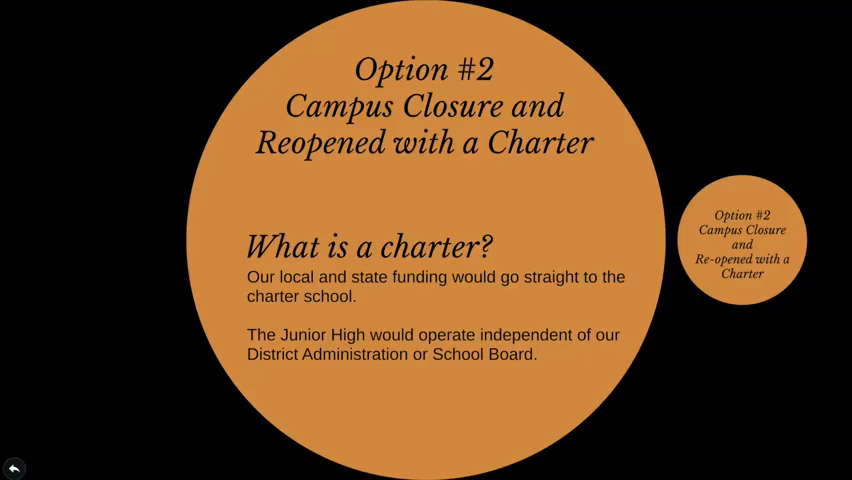 Option #2
Campus Closure and
Reopened with a Charter
What is a charter?
Our local and state funding would go straight to the
charter school.
The Junior High would operate independent of our
District Administration or School Board.
Option #2
Campus Closure
and
Re-opened with a
Charter